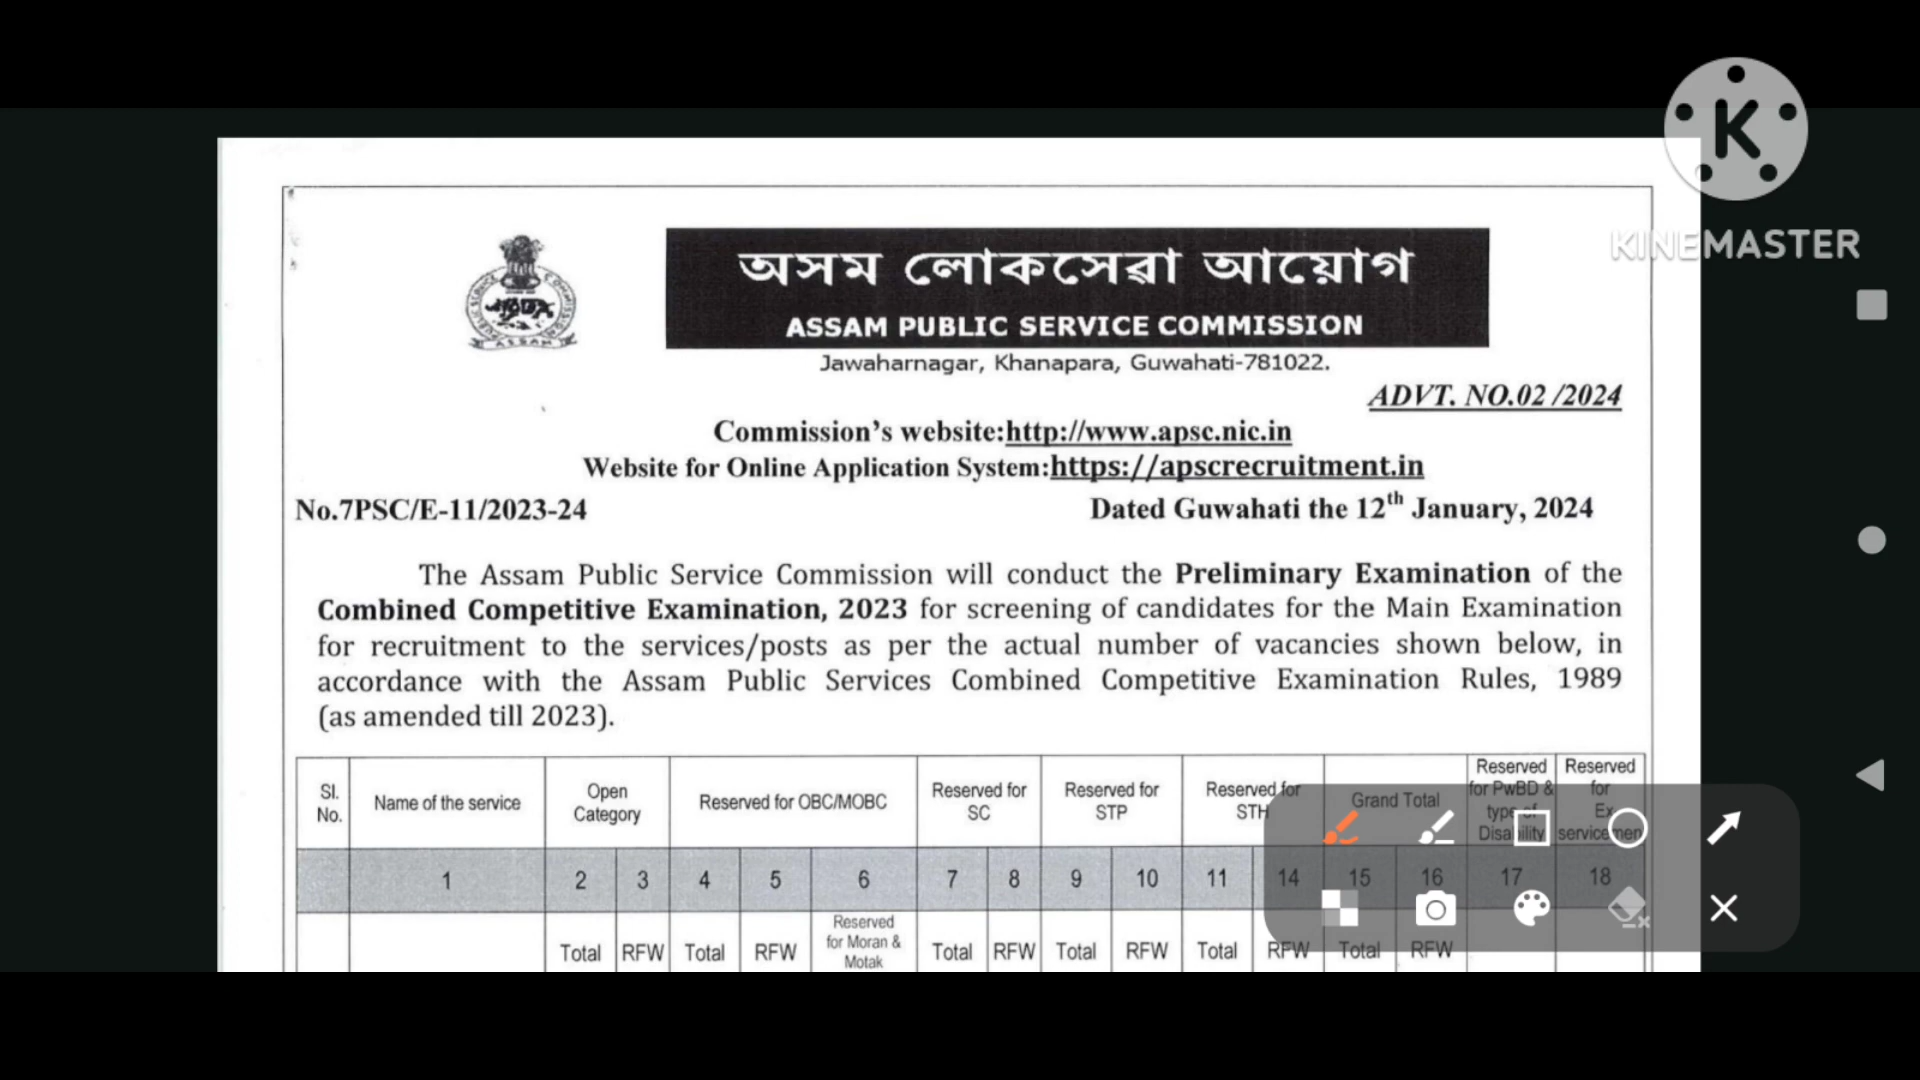 K
KINEMASTER
অসম লোকসেৱা আয়োগ
ASSAM PUBLIC SERVICE COMMISSION
Jawaharnagar, Khanapara, Guwahati-781022.
ADVT. NO.02 /2024
Commission's website:http://www.apsc.nic.in
Website for Online Application System:https://apscrecruitment.in
No.7PSC/E-11/2023-24 Dated Guwahati the 12th January, 2024
The Assam Public Service Commission will conduct the Preliminary Examination of the
Combined Competitive Examination, 2023 for screening of candidates for the Main Examination
for recruitment to the services/posts as per the actual number of vacancies shown below, in
accordance with the Assam Public Services Combined Competitive Examination Rules, 1989
(as amended till 2023).
Sl. No. Name of the service Open Category Reserved for OBC/MOBC Reserved for SC Reserved for STP Reserved for STH Grand Total Reserved for PwBD & type of Disability Reserved for Ex servicemen
1 2 3 4 5 6 7 8 9 10 11 14 15 16 17 18
Total RFW Total RFW Reserved for Moran & Motak Total RFW Total RFW Total RFW Total RFW